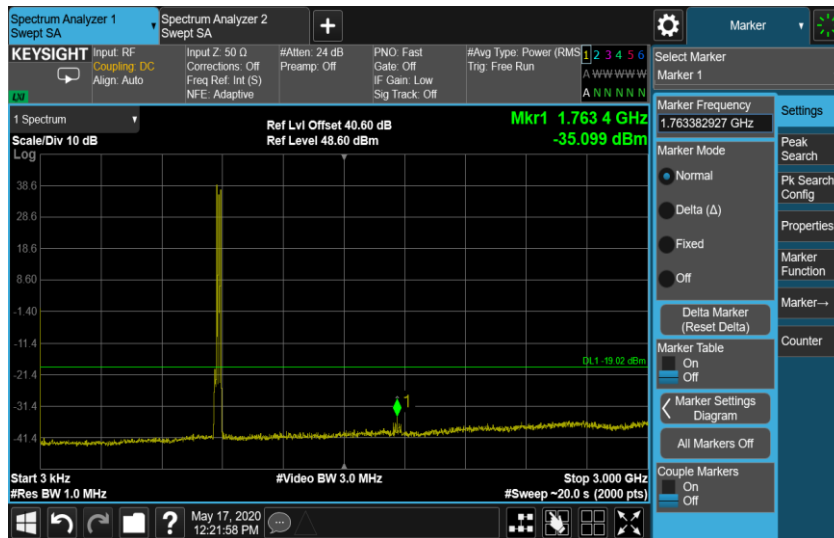 Spectrum Analyzer 1
Swept SA
Spectrum Analyzer 2
Swept SA
+
Marker
KEYSIGHT
Input: RF
Coupling: DC
Align: Auto
Input Z: 50 Ω
Corrections: Off
Freq Ref: Int (S)
NFE: Adaptive
#Atten: 24 dB
Preamp: Off
PNO: Fast
Gate: Off
IF Gain: Low
Sig Track: Off
#Avg Type: Power (RMS
Trig: Free Run
1 2 3 4 5 6
A W W W W W
A N N N N N
LXI
Select Marker
Marker 1
1 Spectrum
Scale/Div 10 dB
Log
Ref Lvl Offset 40.60 dB
Ref Level 48.60 dBm
Mkr1 1.763 4 GHz
-35.099 dBm
38.6
28.6
18.6
8.60
-1.40
-11.4
-21.4
-31.4
-41.4
DL1 -19.02 dBm
1
Start 3 kHz
#Res BW 1.0 MHz
#Video BW 3.0 MHz
Stop 3.000 GHz
#Sweep ~20.0 s (2000 pts)
Marker Frequency
1.763382927 GHz
Marker Mode
Normal
Delta (Δ)
Fixed
Off
Delta Marker
(Reset Delta)
Marker Table
On
Off
Marker Settings
Diagram
All Markers Off
Couple Markers
On
Off
Settings
Peak
Search
Pk Search
Config
Properties
Marker
Function
Marker→
Counter
?
May 17, 2020
12:21:58 PM